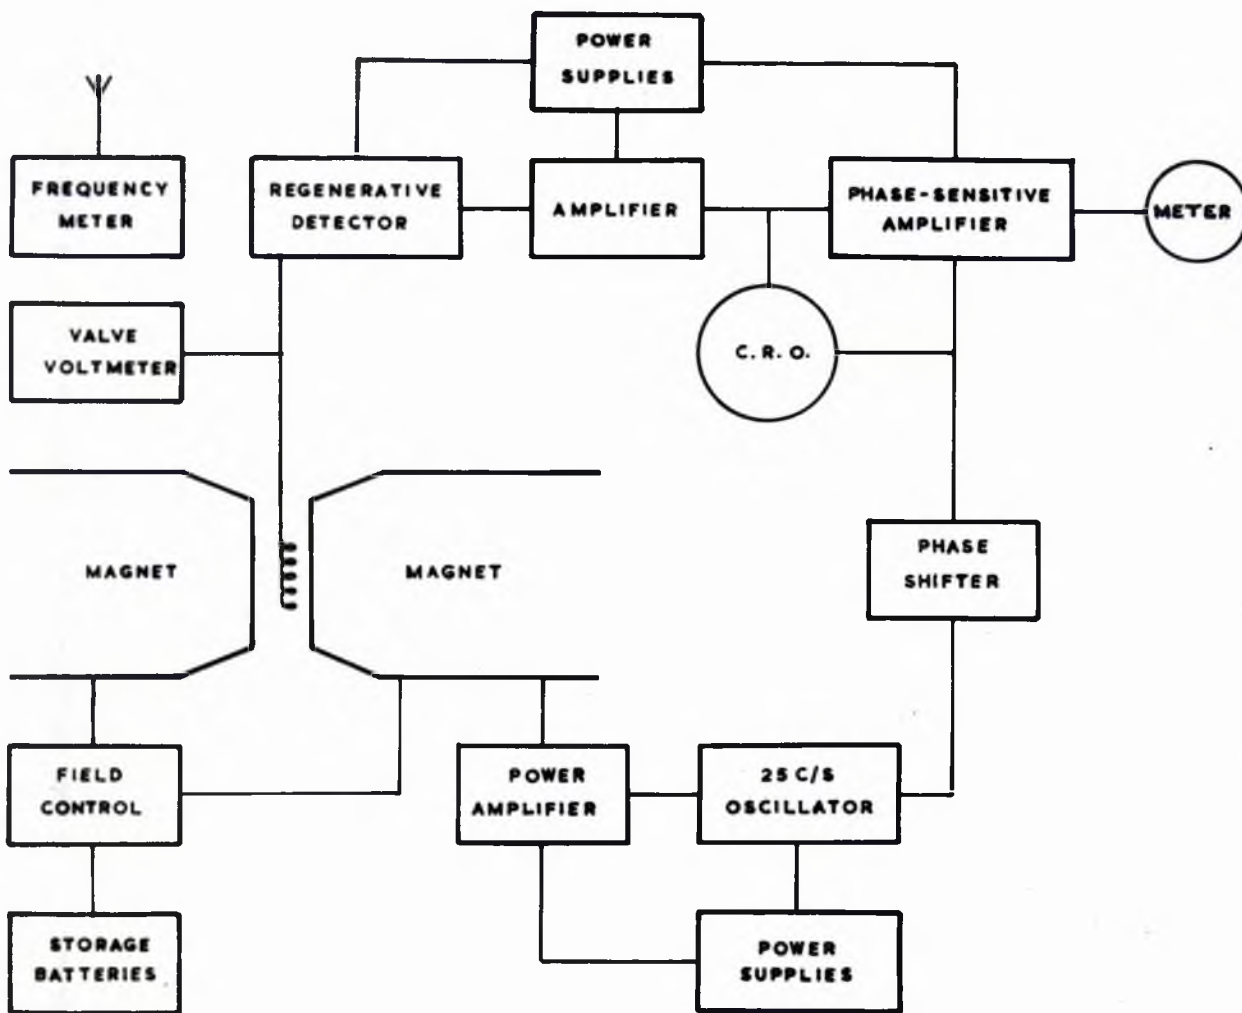 POWER
SUPPLIES
FREQUENCY
METER
REGENERATIVE
DETECTOR
AMPLIFIER
PHASE-SENSITIVE
AMPLIFIER
METER
VALVE
VOLTMETER
C.R.O.
MAGNET
MAGNET
PHASE
SHIFTER
FIELD
CONTROL
POWER
AMPLIFIER
25 C/S
OSCILLATOR
STORAGE
BATTERIES
POWER
SUPPLIES